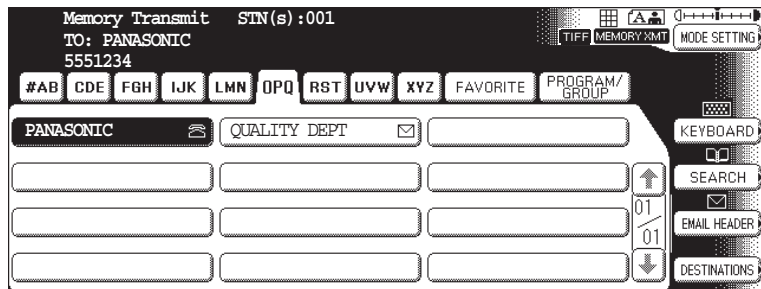 Memory Transmit STN(s):001
TO: PANASONIC
5551234
TIFF MEMORY XMT
MODE SETTING
#AB CDE FGH IJK LMN OPQ RST UVW XYZ FAVORITE PROGRAM/
GROUP
PANASONIC QUALITY DEPT
KEYBOARD
SEARCH
01
EMAIL HEADER
01
DESTINATIONS